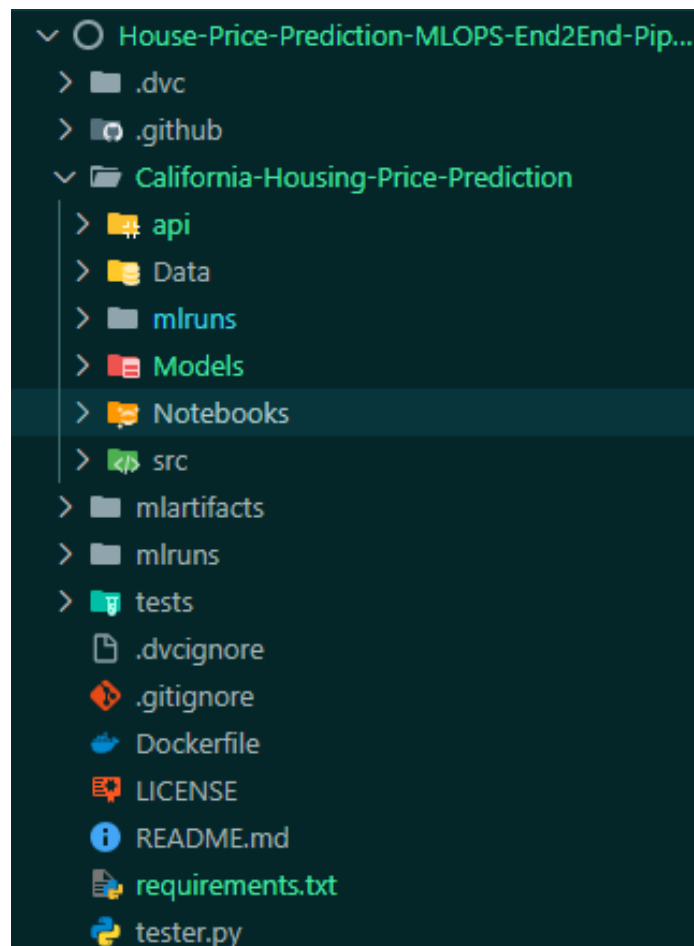 House-Price-Prediction-MLOPS-End2End-Pip...
.dvc
.github
California-Housing-Price-Prediction
api
Data
mlruns
Models
Notebooks
src
mlartifacts
mlruns
tests
.dvcignore
.gitignore
Dockerfile
LICENSE
README.md
requirements.txt
tester.py